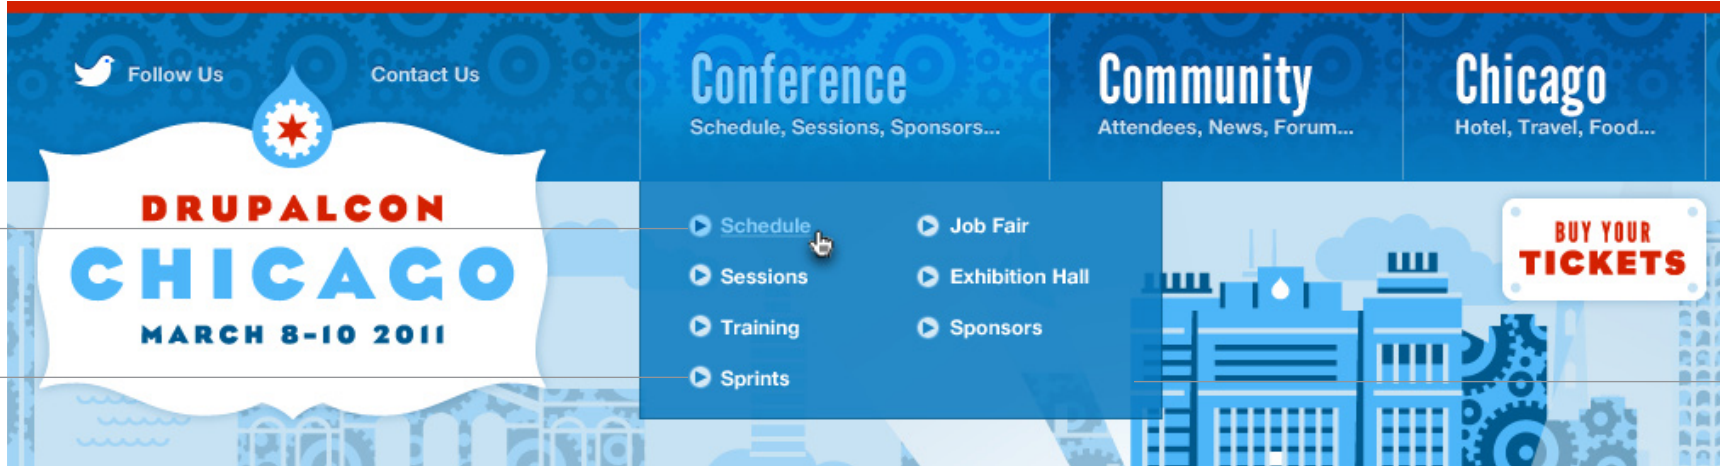 Follow Us
Contact Us
Conference
Schedule, Sessions, Sponsors...
Community
Attendees, News, Forum...
Chicago
Hotel, Travel, Food...
DRUPALCON
CHICAGO
MARCH 8-10 2011
Schedule
Sessions
Training
Sprints
Job Fair
Exhibition Hall
Sponsors
BUY YOUR
TICKETS